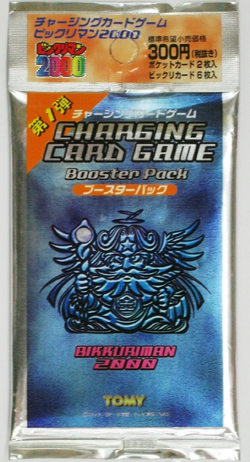 チャージングカードゲーム
ビックリマン2000
ビックリマン
2000
標準希望小売価格
300円(税抜き)
ポケットカード2枚入
ビックリカード6枚入
第1弾
チャージングカードゲーム
CHARGING
CARD GAME
Booster Pack
ブースターパック
BIKKURIMAN
2000
TOMY